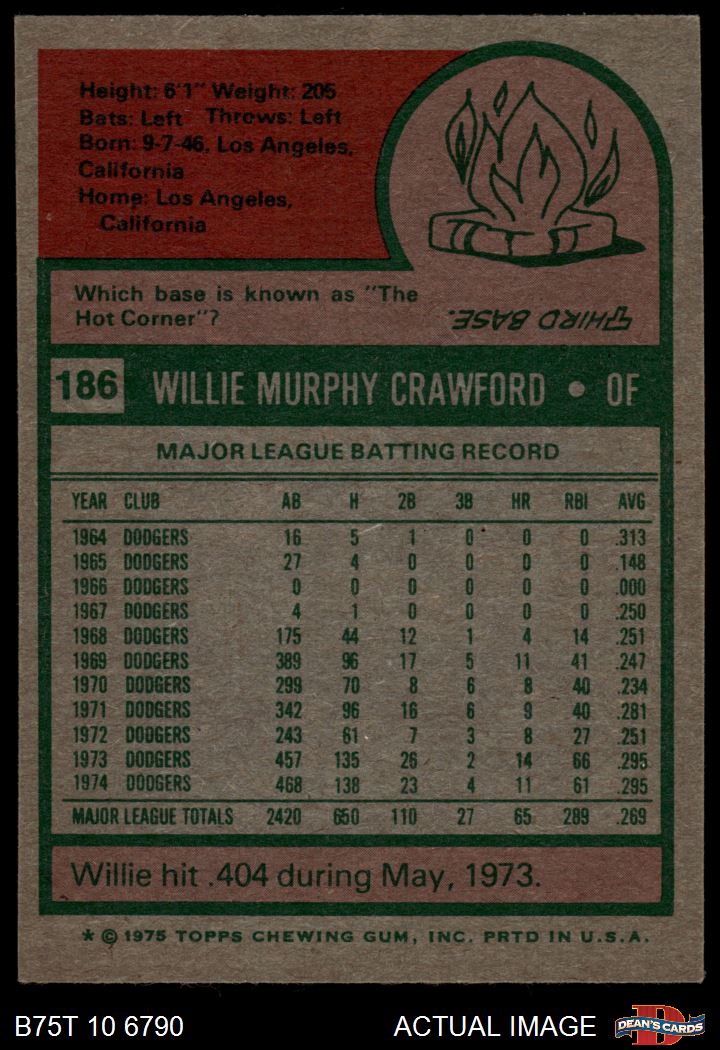 Height: 6'1" Weight: 205
Bats: Left Throws: Left
Born: 9-7-46, Los Angeles,
California
Home: Los Angeles,
California
Which base is known as "The
Hot Corner"?
THIRD BASE.
186 WILLIE MURPHY CRAWFORD • OF
MAJOR LEAGUE BATTING RECORD
YEAR CLUB AB H 2B 3B HR RBI AVG
1964 DODGERS 16 5 1 0 0 0 .313
1965 DODGERS 27 4 0 0 0 0 .148
1966 DODGERS 0 0 0 0 0 0 .000
1967 DODGERS 4 1 0 0 0 0 .250
1968 DODGERS 175 44 12 1 4 14 .251
1969 DODGERS 389 96 17 5 11 41 .247
1970 DODGERS 299 70 8 6 8 40 .234
1971 DODGERS 342 96 16 6 9 40 .281
1972 DODGERS 243 61 7 3 8 27 .251
1973 DODGERS 457 135 26 2 14 66 .295
1974 DODGERS 468 138 23 4 11 61 .295
MAJOR LEAGUE TOTALS 2420 650 110 27 65 289 .269
Willie hit .404 during May, 1973.
* © 1975 TOPPS CHEWING GUM, INC. PRTD IN U.S.A.
B75T 10 6790 ACTUAL IMAGE DEAN'S CARDS